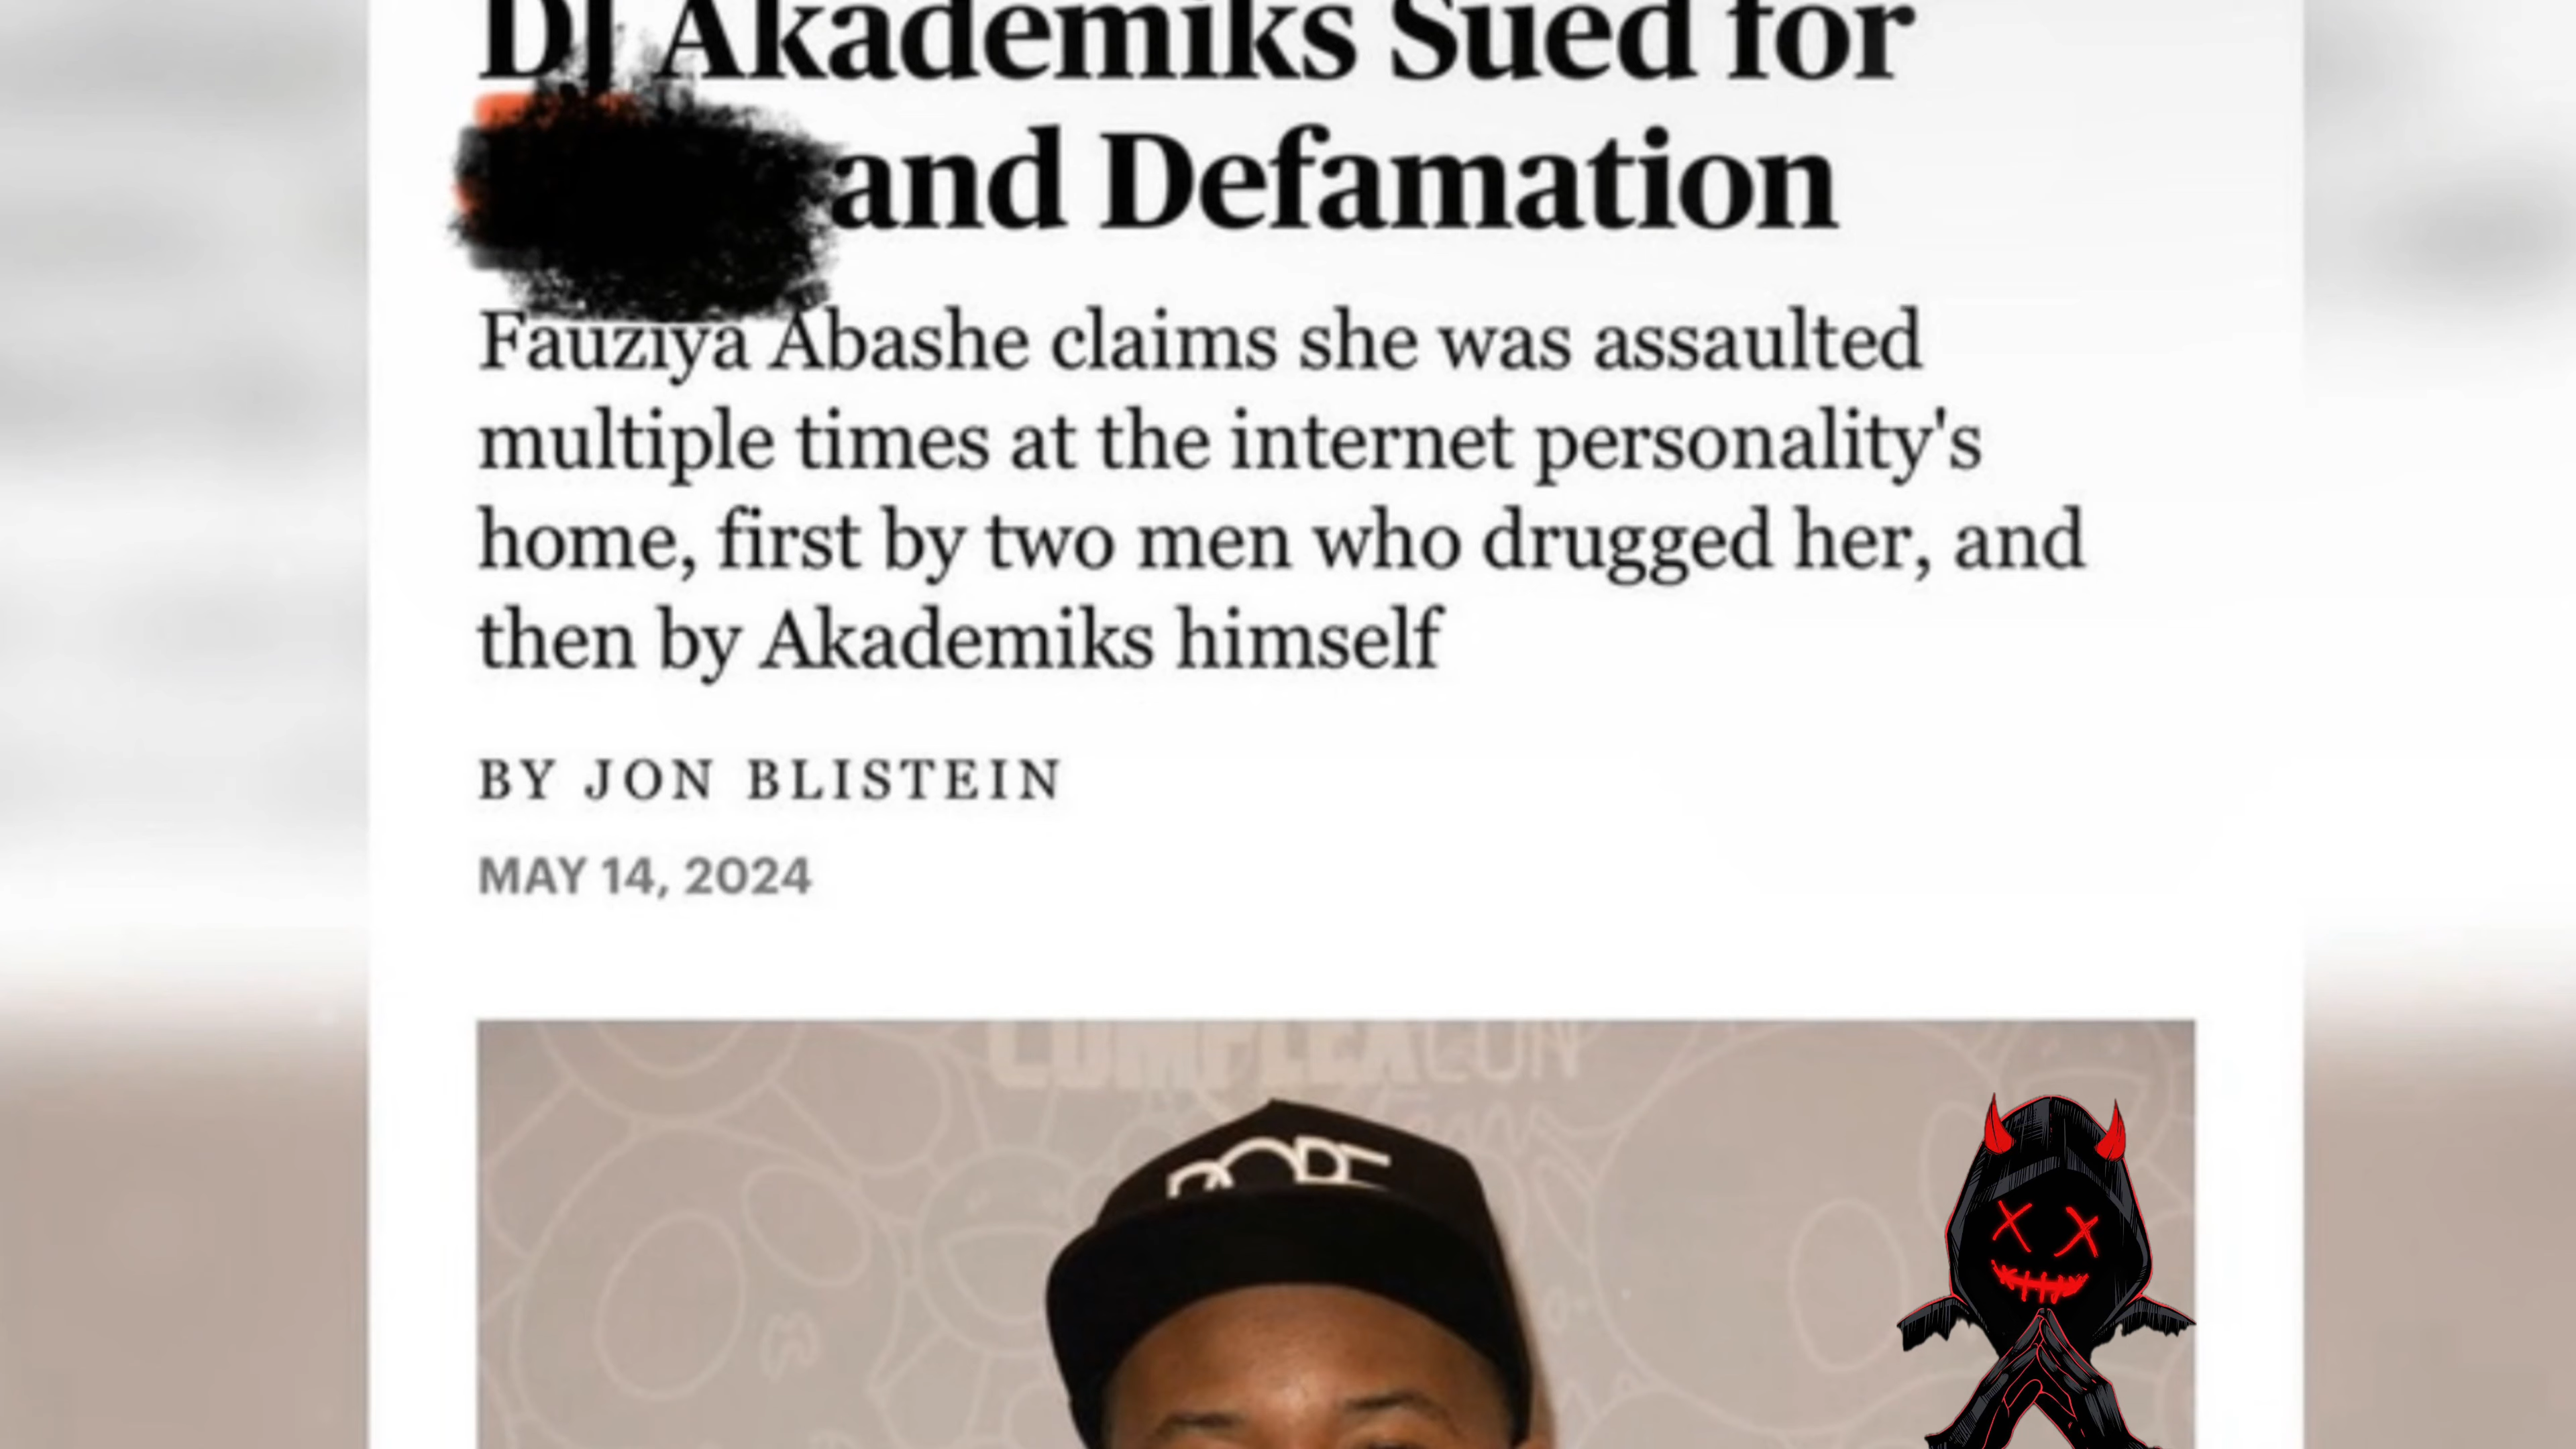 DJ Akademiks Sued for
and Defamation
Fauziya Abashe claims she was assaulted
multiple times at the internet personality's
home, first by two men who drugged her, and
then by Akademiks himself
BY JON BLISTEIN
MAY 14, 2024
COMPLEXCON